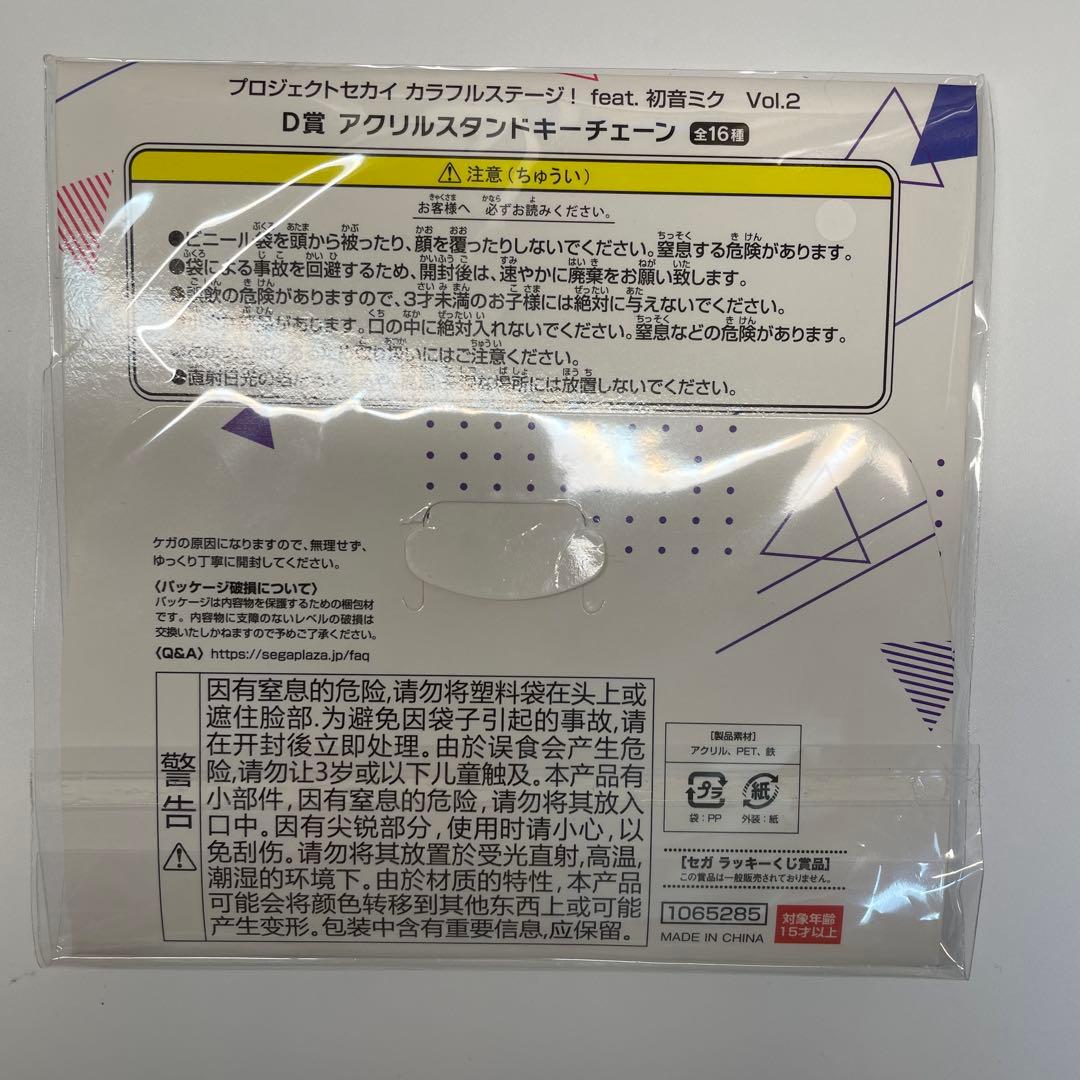 プロジェクトセカイ カラフルステージ！ feat. 初音ミク Vol.2
D賞 アクリルスタンドキーチェーン 全16種
⚠注意（ちゅうい）
お客様へ 必ずお読みください。
●ビニール袋を頭から被ったり、顔を覆ったりしないでください。窒息する危険があります。
●袋による事故を回避するため、開封後は、速やかに廃棄をお願い致します。
飲の危険がありますので、3才未満のお子様には絶対に与えないでください。
があります。口の中に絶対入れないでください。窒息などの危険があります。
取り扱いにはご注意ください。
●直射日光の 場所には放置しないでください。
ケガの原因になりますので、無理せず、
ゆっくり丁寧に開封してください。
〈パッケージ破損について〉
パッケージは内容物を保護するための梱包材
です。内容物に支障のないレベルの破損は
交換いたしかねますので予めご了承ください。
〈Q&A〉https://segaplaza.jp/faq
警告⚠
因有窒息的危险,请勿将塑料袋在头上或
遮住脸部.为避免因袋子引起的事故,请
在开封後立即处理。由於误食会产生危
险,请勿让3岁或以下儿童触及。本产品有
小部件,因有窒息的危险,请勿将其放入
口中。因有尖锐部分,使用时请小心,以
免刮伤。请勿将其放置於受光直射,高温,
潮湿的环境下。由於材质的特性,本产品
可能会将颜色转移到其他东西上或可能
产生变形。包装中含有重要信息,应保留。
［製品素材］
アクリル、PET、鉄
プラ 紙
袋：PP 外装：紙
【セガ ラッキーくじ賞品】
この賞品は一般販売されておりません。
1065285
MADE IN CHINA
対象年齢
15才以上